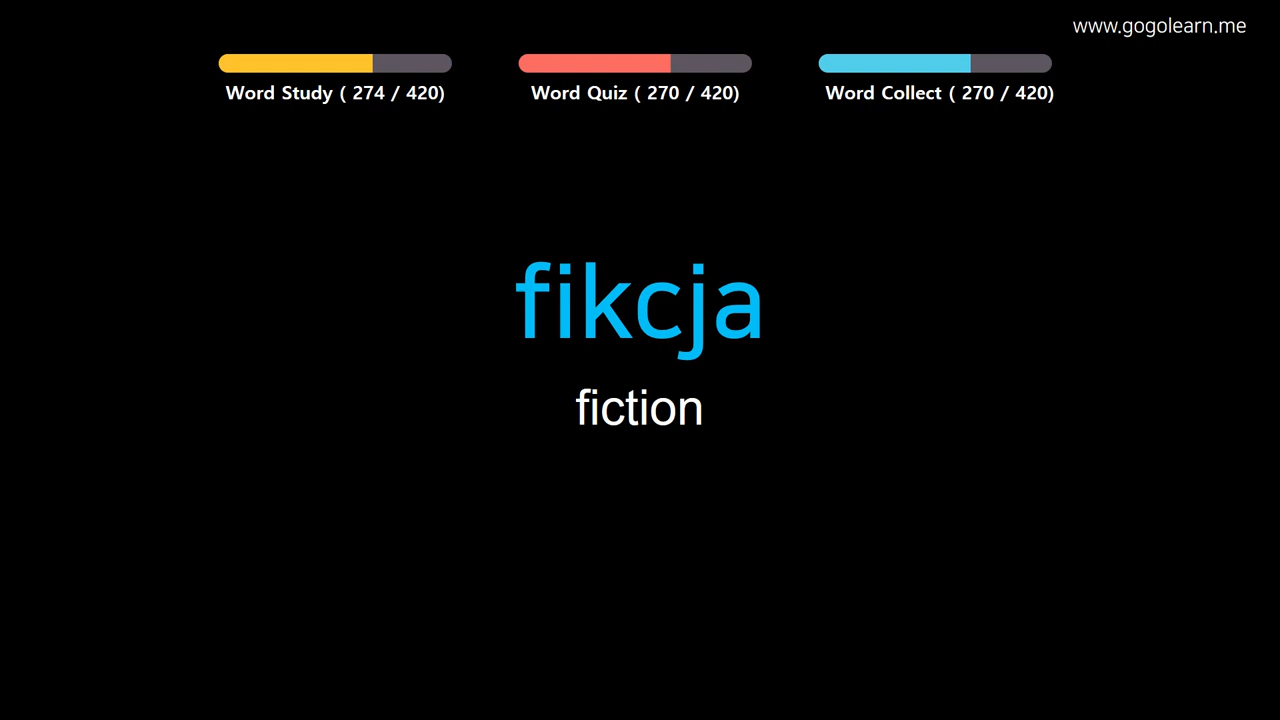 www.gogolearn.me
Word Study ( 274 / 420)
Word Quiz ( 270 / 420)
Word Collect ( 270 / 420)
fikcja
fiction